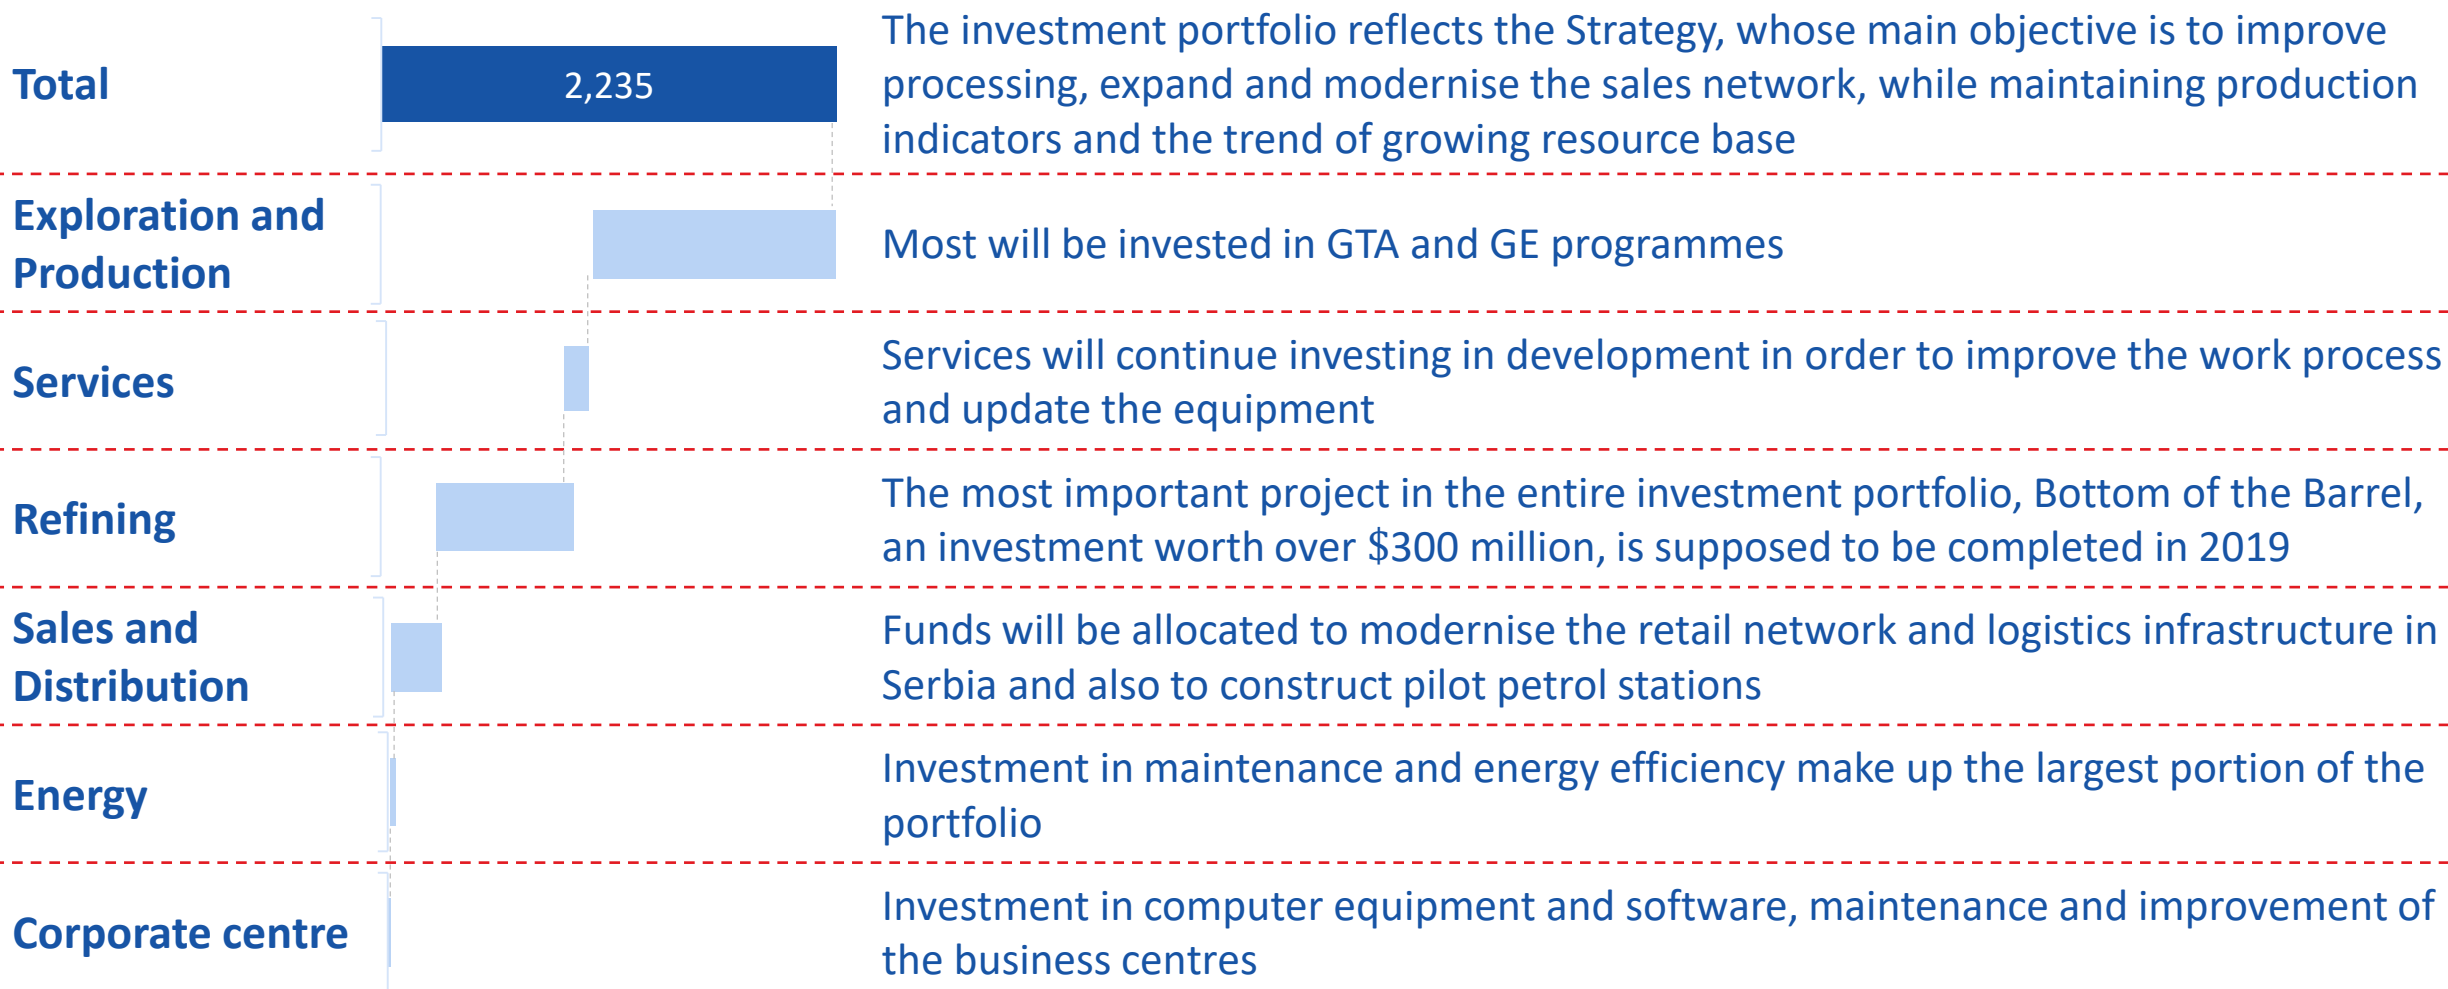 Total
2,235
The investment portfolio reflects the Strategy, whose main objective is to improve
processing, expand and modernise the sales network, while maintaining production
indicators and the trend of growing resource base
Exploration and
Production
Most will be invested in GTA and GE programmes
Services
Services will continue investing in development in order to improve the work process
and update the equipment
Refining
The most important project in the entire investment portfolio, Bottom of the Barrel,
an investment worth over $300 million, is supposed to be completed in 2019
Sales and
Distribution
Funds will be allocated to modernise the retail network and logistics infrastructure in
Serbia and also to construct pilot petrol stations
Energy
Investment in maintenance and energy efficiency make up the largest portion of the
portfolio
Corporate centre
Investment in computer equipment and software, maintenance and improvement of
the business centres